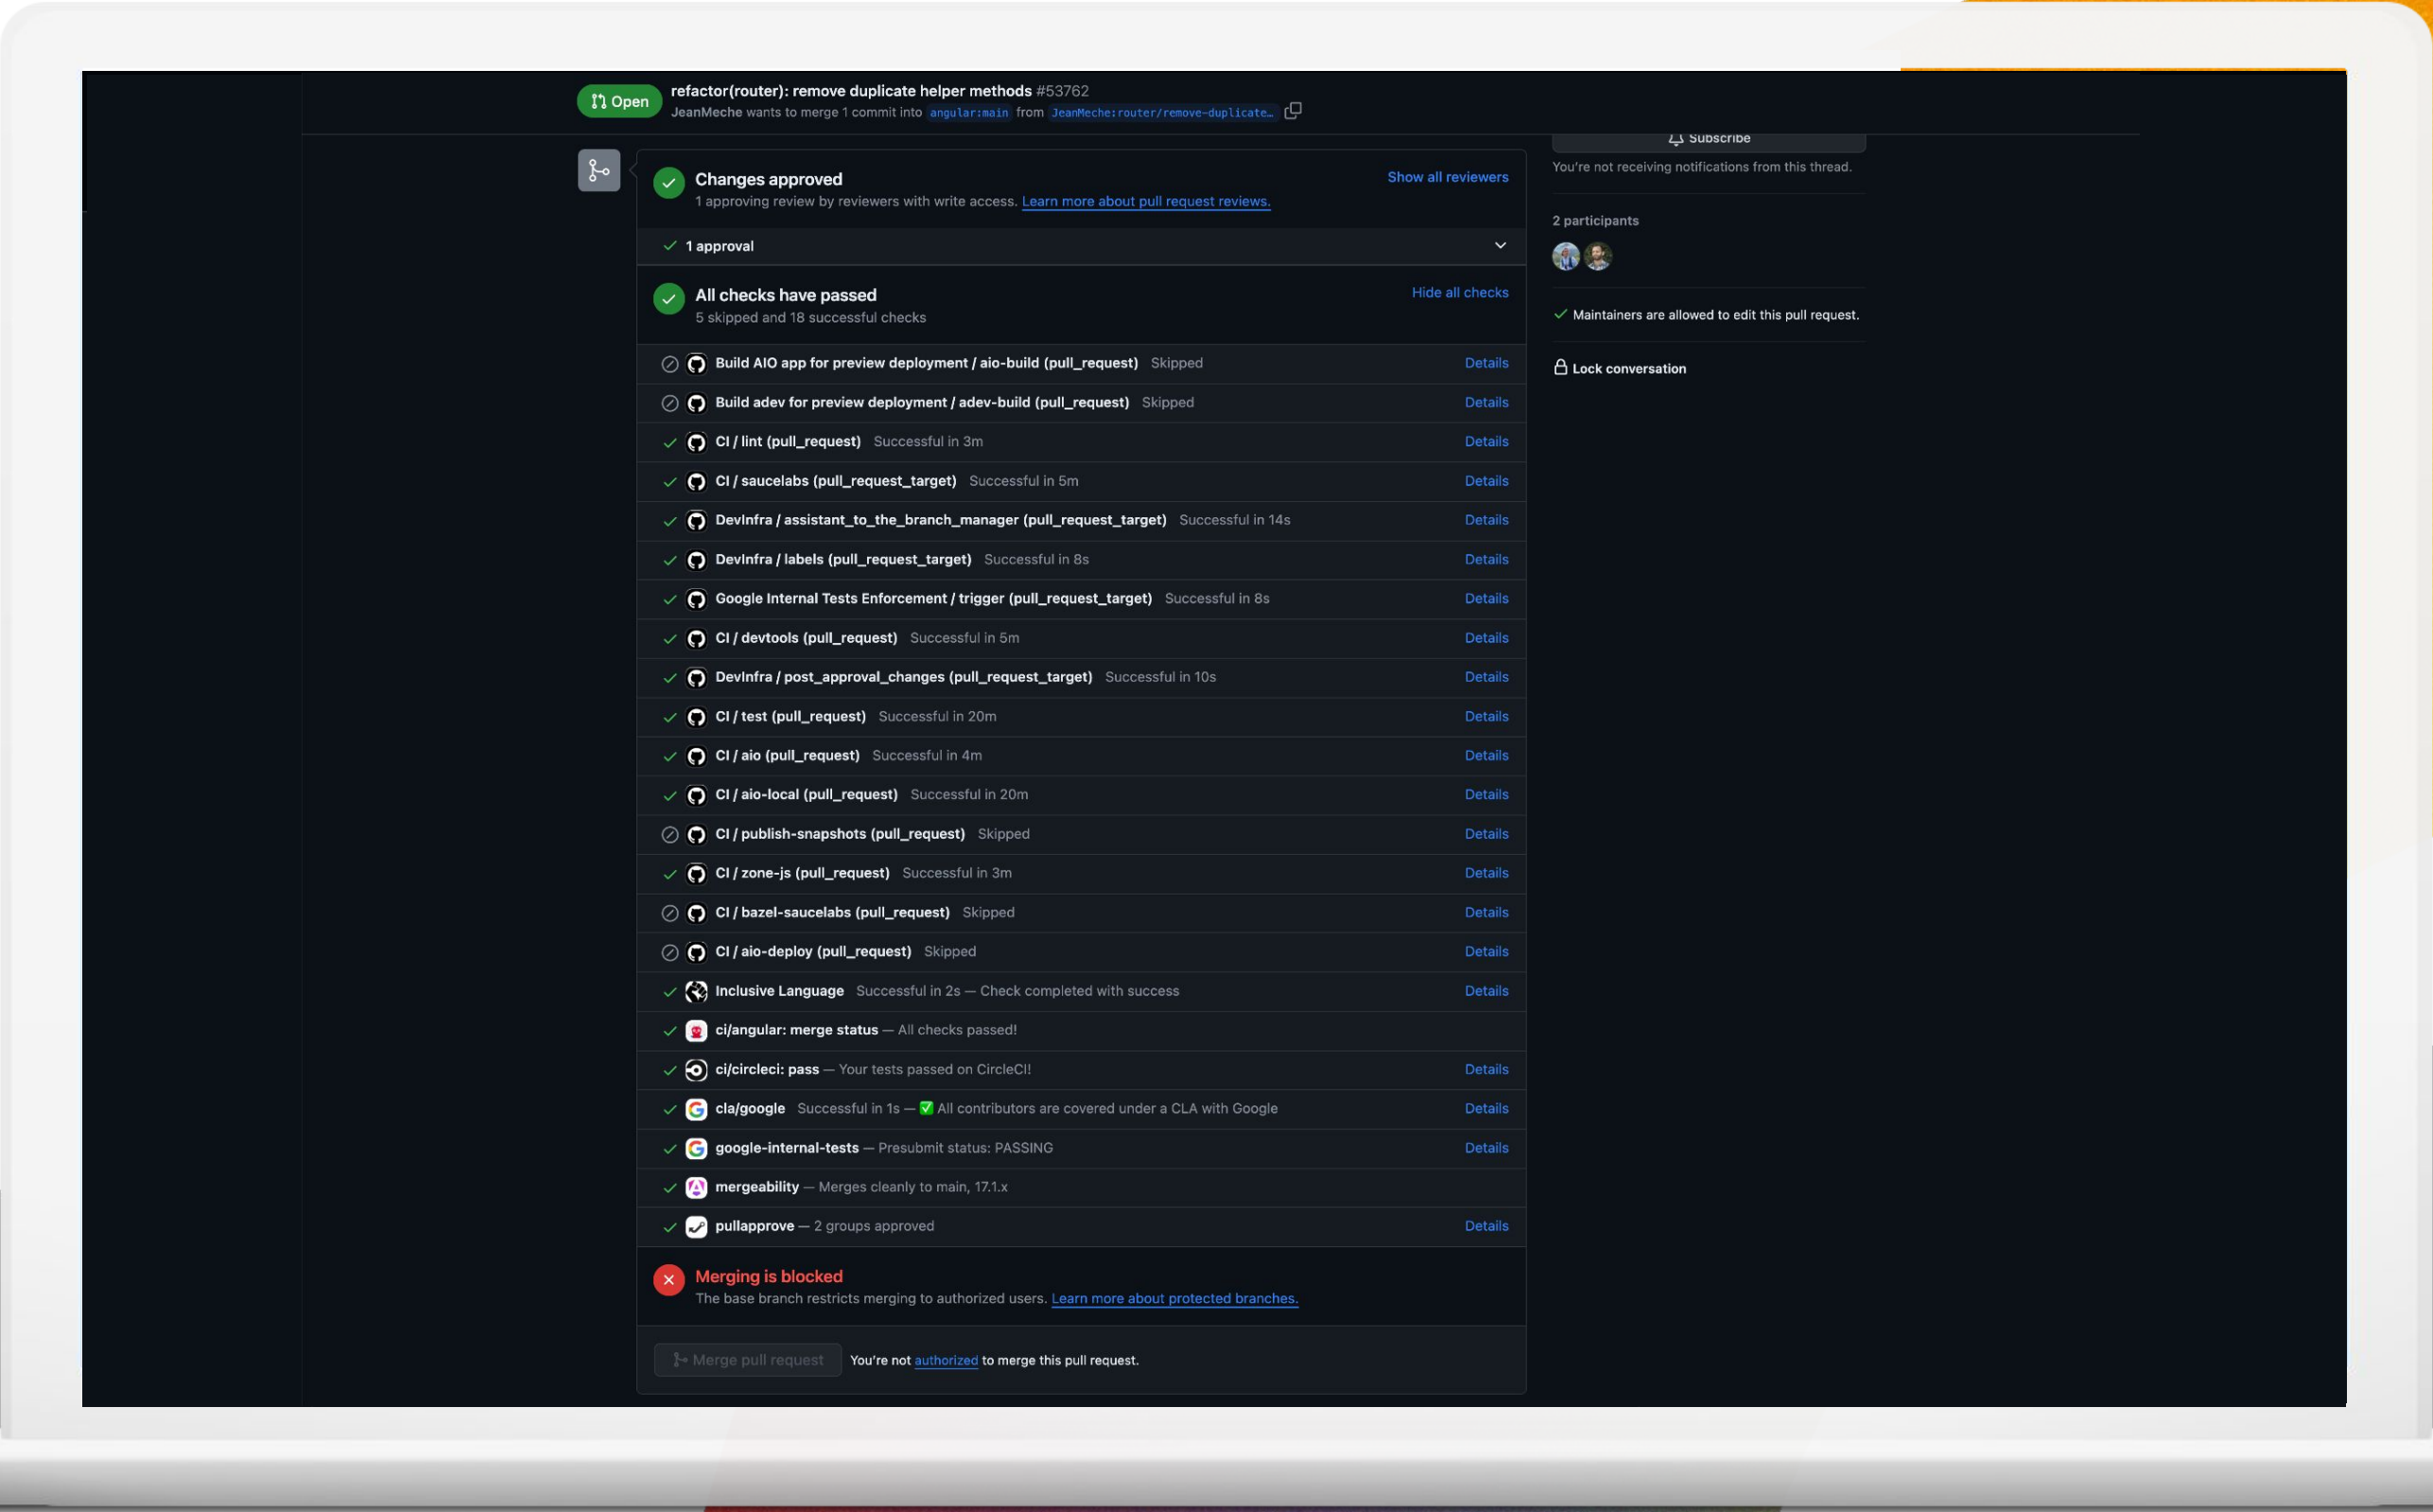 Open
refactor(router): remove duplicate helper methods #53762
JeanMeche wants to merge 1 commit into angular:main from JeanMeche:router/remove-duplicate…
Changes approved
Show all reviewers
1 approving review by reviewers with write access. Learn more about pull request reviews.
1 approval
All checks have passed
Hide all checks
5 skipped and 18 successful checks
Build AIO app for preview deployment / aio-build (pull_request) Skipped Details
Build adev for preview deployment / adev-build (pull_request) Skipped Details
CI / lint (pull_request) Successful in 3m Details
CI / saucelabs (pull_request_target) Successful in 5m Details
DevInfra / assistant_to_the_branch_manager (pull_request_target) Successful in 14s Details
DevInfra / labels (pull_request_target) Successful in 8s Details
Google Internal Tests Enforcement / trigger (pull_request_target) Successful in 8s Details
CI / devtools (pull_request) Successful in 5m Details
DevInfra / post_approval_changes (pull_request_target) Successful in 10s Details
CI / test (pull_request) Successful in 20m Details
CI / aio (pull_request) Successful in 4m Details
CI / aio-local (pull_request) Successful in 20m Details
CI / publish-snapshots (pull_request) Skipped Details
CI / zone-js (pull_request) Successful in 3m Details
CI / bazel-saucelabs (pull_request) Skipped Details
CI / aio-deploy (pull_request) Skipped Details
Inclusive Language Successful in 2s — Check completed with success Details
ci/angular: merge status — All checks passed!
ci/circleci: pass — Your tests passed on CircleCI! Details
cla/google Successful in 1s — ✅ All contributors are covered under a CLA with Google Details
google-internal-tests — Presubmit status: PASSING Details
mergeability — Merges cleanly to main, 17.1.x
pullapprove — 2 groups approved Details
Merging is blocked
The base branch restricts merging to authorized users. Learn more about protected branches.
Merge pull request You're not authorized to merge this pull request.
Subscribe
You're not receiving notifications from this thread.
2 participants
Maintainers are allowed to edit this pull request.
Lock conversation